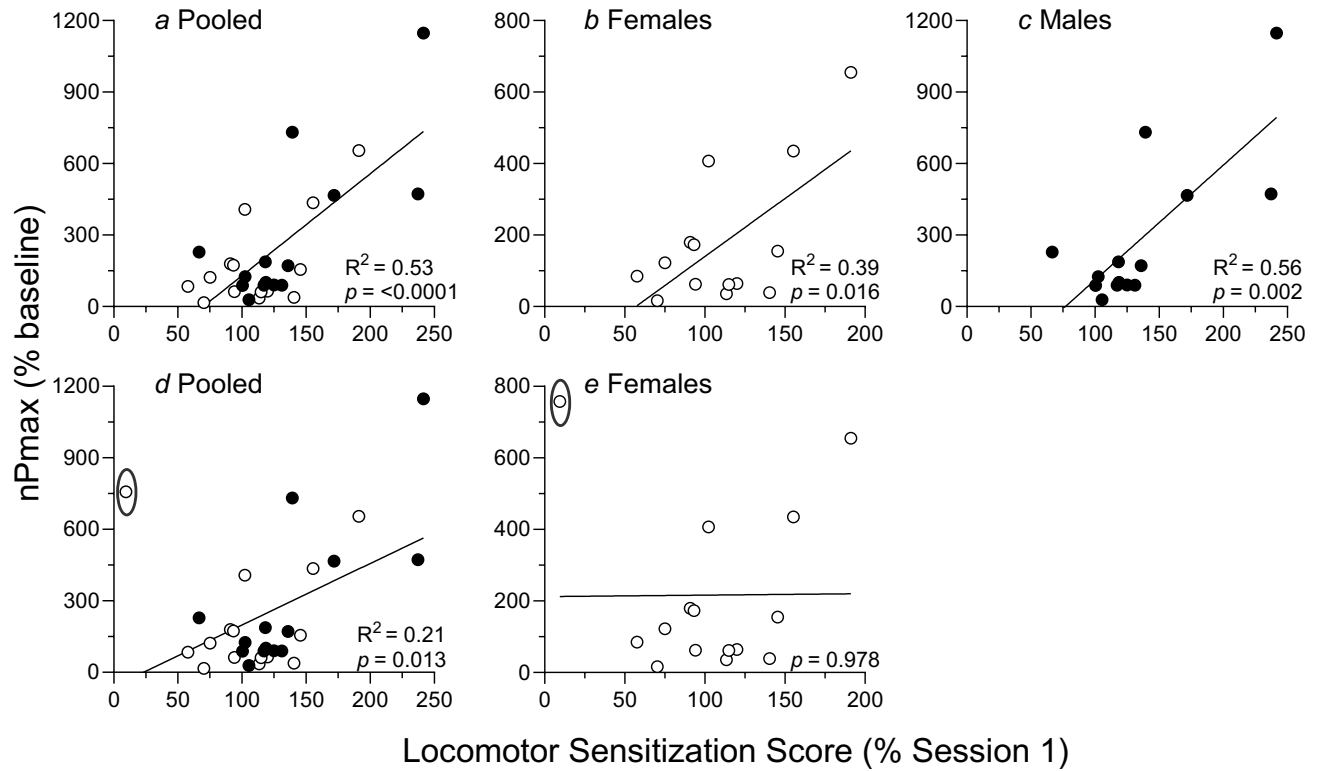 a Pooled
b Females
c Males
1200
900
600
300
0
0 50 100 150 200 250
R² = 0.53
p = <0.0001
800
600
400
200
0
0 50 100 150 200
R² = 0.39
p = 0.016
1200
900
600
300
0
0 50 100 150 200 250
R² = 0.56
p = 0.002
nPmax (% baseline)
d Pooled
e Females
1200
900
600
300
0
0 50 100 150 200 250
R² = 0.21
p = 0.013
800
600
400
200
0
0 50 100 150 200
p = 0.978
Locomotor Sensitization Score (% Session 1)